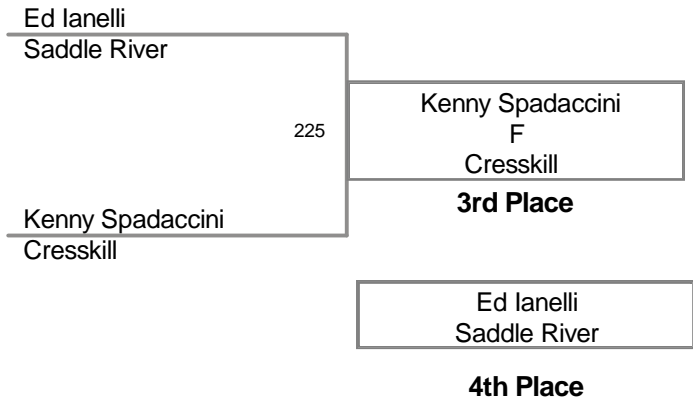 Ed Ianelli
Saddle River
225
Kenny Spadaccini
F
Cresskill
3rd Place
Kenny Spadaccini
Cresskill
Ed Ianelli
Saddle River
4th Place